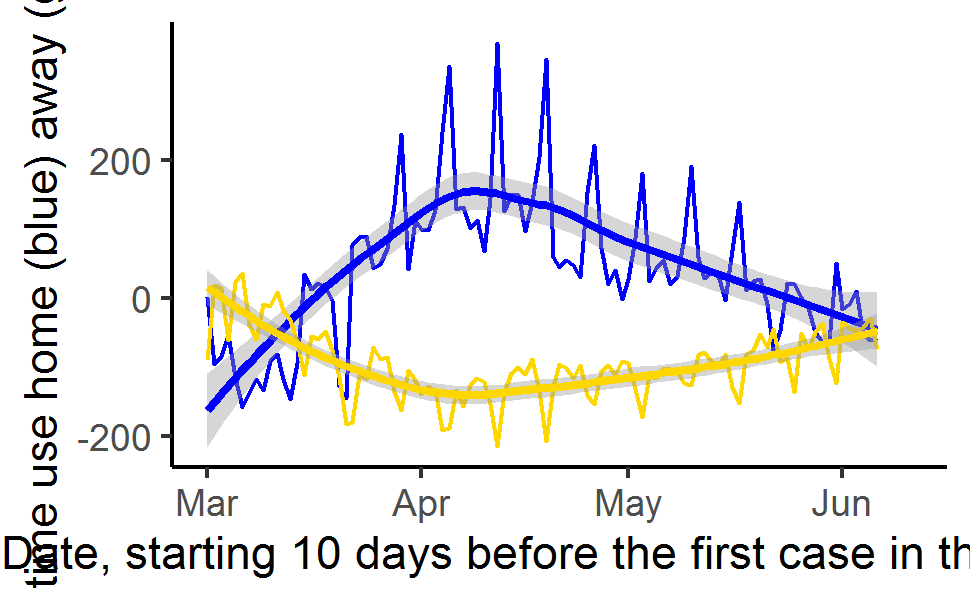 time use home (blue) away (
200
0
-200
Mar Apr May Jun
Date, starting 10 days before the first case in th